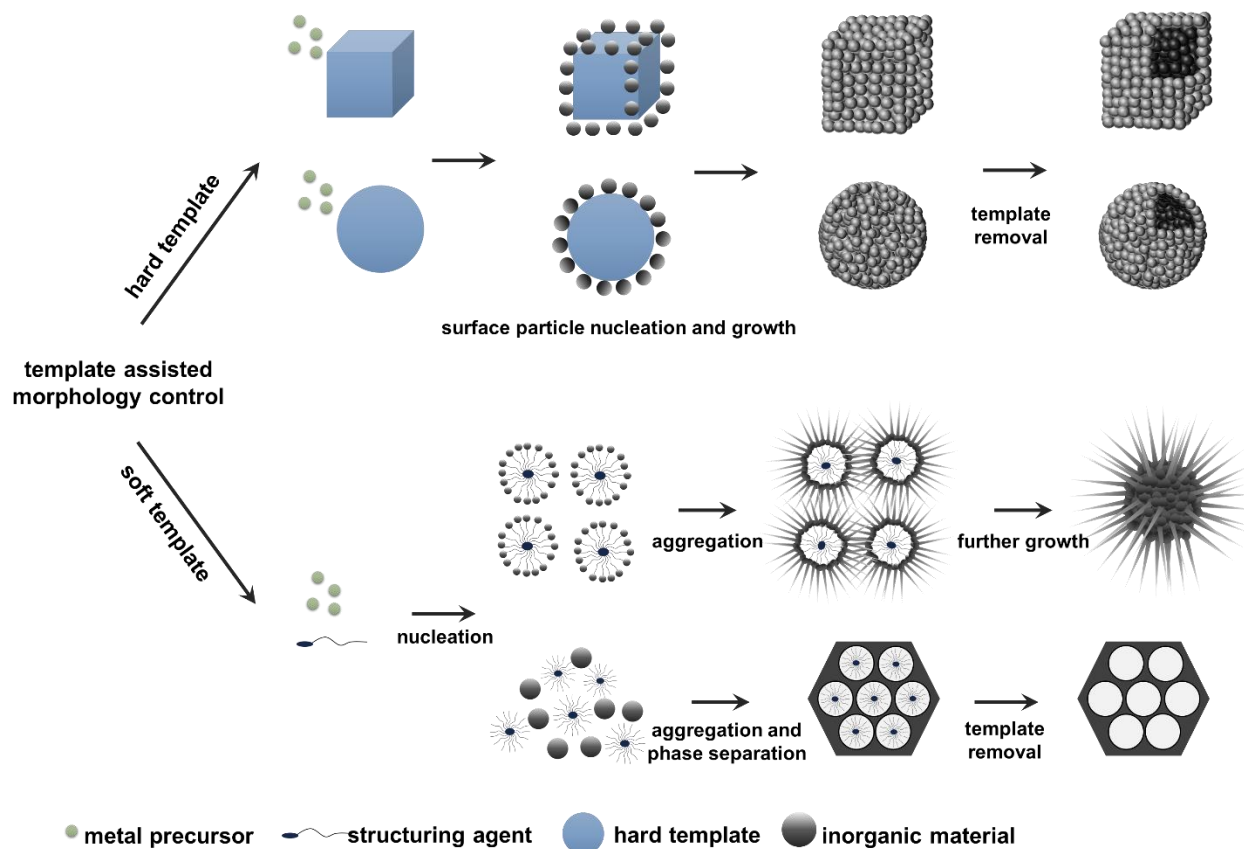 hard template
template
removal
surface particle nucleation and growth
template assisted
morphology control
soft template
aggregation
further growth
nucleation
aggregation and
phase separation
template
removal
metal precursor
structuring agent
hard template
inorganic material